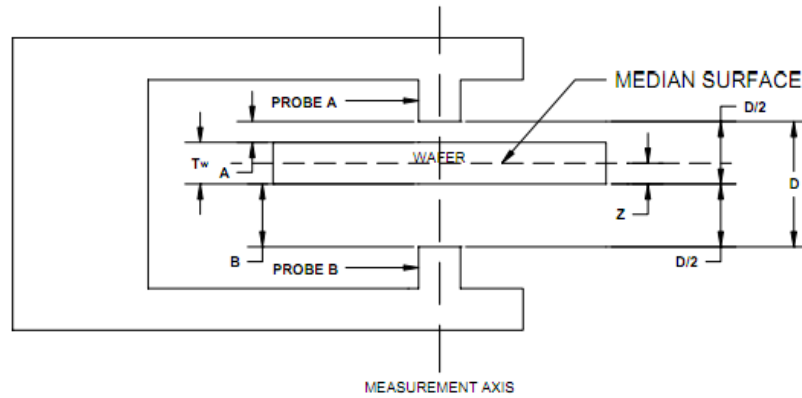 MEDIAN SURFACE
PROBE A
D/2
WAFER
Tw
A
Z
D
B
PROBE B
D/2
MEASUREMENT AXIS